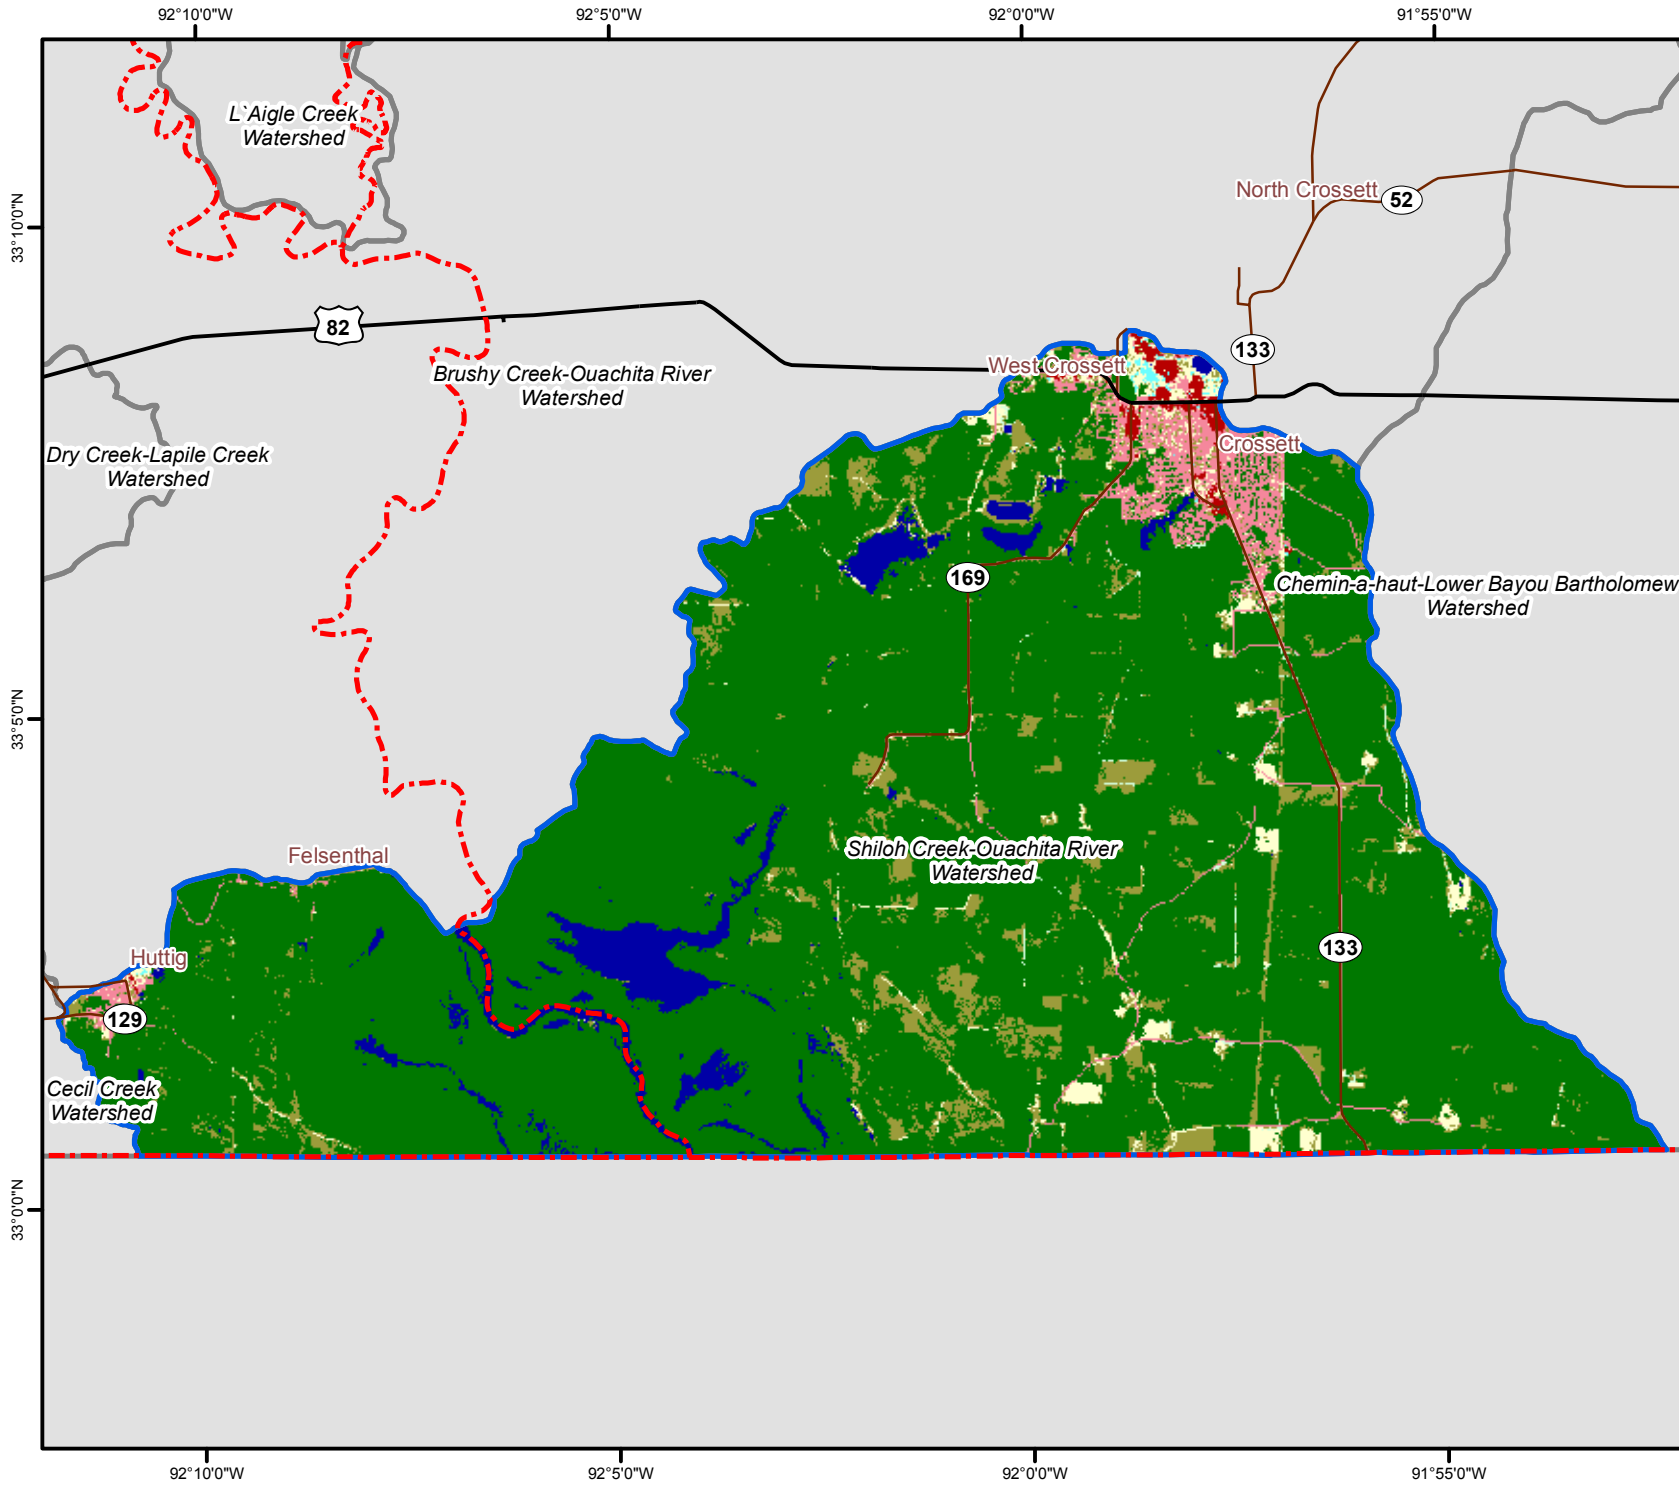 92°10'0"W
92°5'0"W
92°0'0"W
91°55'0"W
L`Aigle Creek
Watershed
North Crossett
52
33°10'0"N
82
133
West Crossett
Brushy Creek-Ouachita River
Watershed
Crossett
Dry Creek-Lapile Creek
Watershed
169
Chemin-a-haut-Lower Bayou Bartholomew
Watershed
33°5'0"N
Shiloh Creek-Ouachita River
Watershed
Felsenthal
Huttig
133
129
Cecil Creek
Watershed
33°0'0"N
92°10'0"W
92°5'0"W
92°0'0"W
91°55'0"W